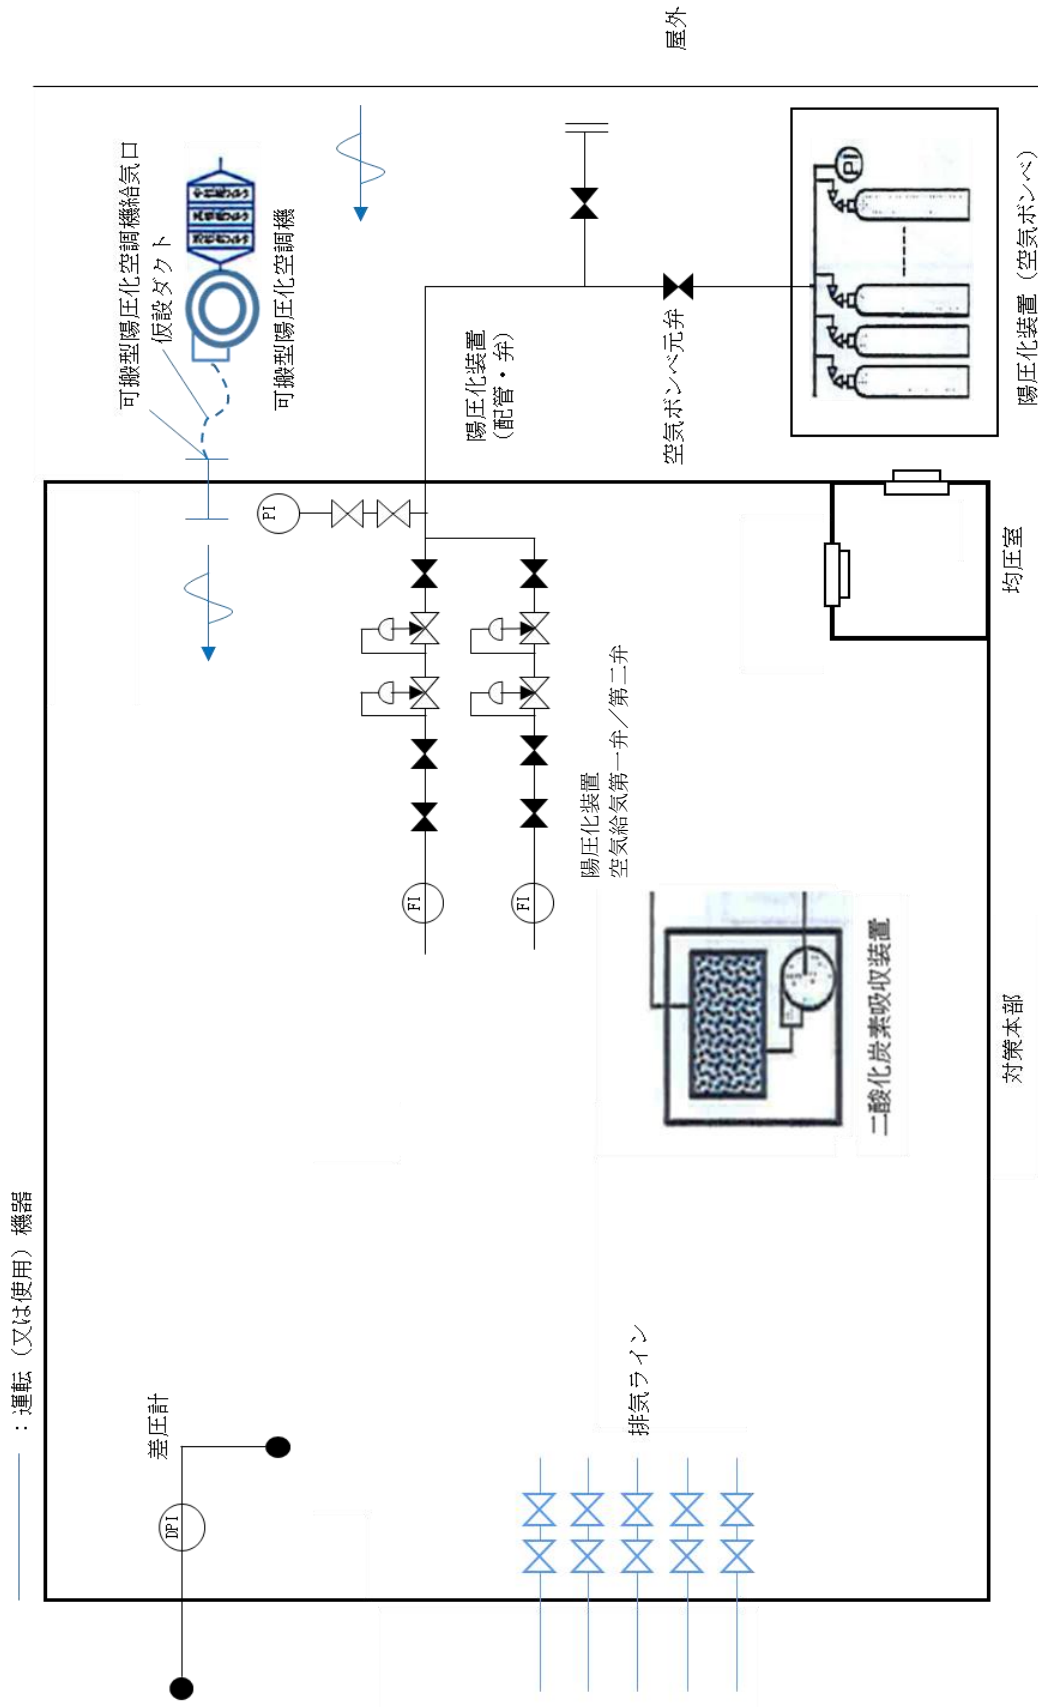 ：運転（又は使用）機器
差圧計
DPI
排気ライン
可搬型陽圧化空調機給気口
仮設ダクト
可搬型陽圧化空調機
PI
FI
FI
陽圧化装置
空気給気第一弁／第二弁
二酸化炭素吸収装置
対策本部
陽圧化装置
（配管・弁）
空気ボンベ元弁
均圧室
PI
陽圧化装置（空気ボンベ）
屋外